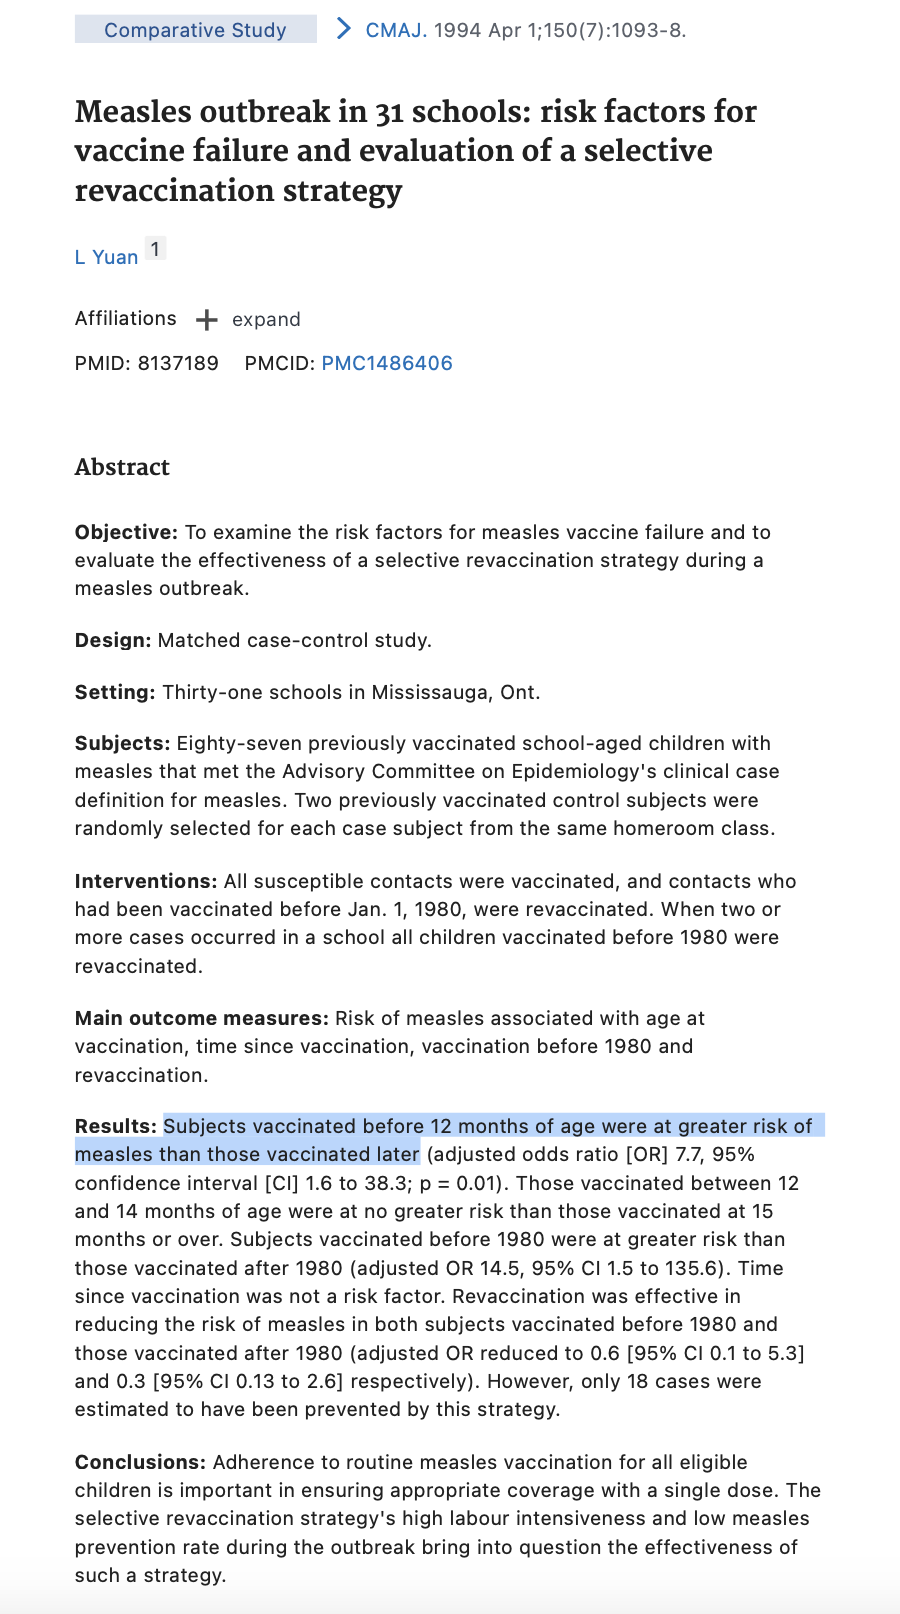 Comparative Study > CMAJ. 1994 Apr 1;150(7):1093-8.
Measles outbreak in 31 schools: risk factors for
vaccine failure and evaluation of a selective
revaccination strategy
L Yuan 1
Affiliations + expand
PMID: 8137189 PMCID: PMC1486406
Abstract
Objective: To examine the risk factors for measles vaccine failure and to
evaluate the effectiveness of a selective revaccination strategy during a
measles outbreak.
Design: Matched case-control study.
Setting: Thirty-one schools in Mississauga, Ont.
Subjects: Eighty-seven previously vaccinated school-aged children with
measles that met the Advisory Committee on Epidemiology's clinical case
definition for measles. Two previously vaccinated control subjects were
randomly selected for each case subject from the same homeroom class.
Interventions: All susceptible contacts were vaccinated, and contacts who
had been vaccinated before Jan. 1, 1980, were revaccinated. When two or
more cases occurred in a school all children vaccinated before 1980 were
revaccinated.
Main outcome measures: Risk of measles associated with age at
vaccination, time since vaccination, vaccination before 1980 and
revaccination.
Results: Subjects vaccinated before 12 months of age were at greater risk of
measles than those vaccinated later (adjusted odds ratio [OR] 7.7, 95%
confidence interval [CI] 1.6 to 38.3; p = 0.01). Those vaccinated between 12
and 14 months of age were at no greater risk than those vaccinated at 15
months or over. Subjects vaccinated before 1980 were at greater risk than
those vaccinated after 1980 (adjusted OR 14.5, 95% CI 1.5 to 135.6). Time
since vaccination was not a risk factor. Revaccination was effective in
reducing the risk of measles in both subjects vaccinated before 1980 and
those vaccinated after 1980 (adjusted OR reduced to 0.6 [95% CI 0.1 to 5.3]
and 0.3 [95% CI 0.13 to 2.6] respectively). However, only 18 cases were
estimated to have been prevented by this strategy.
Conclusions: Adherence to routine measles vaccination for all eligible
children is important in ensuring appropriate coverage with a single dose. The
selective revaccination strategy's high labour intensiveness and low measles
prevention rate during the outbreak bring into question the effectiveness of
such a strategy.